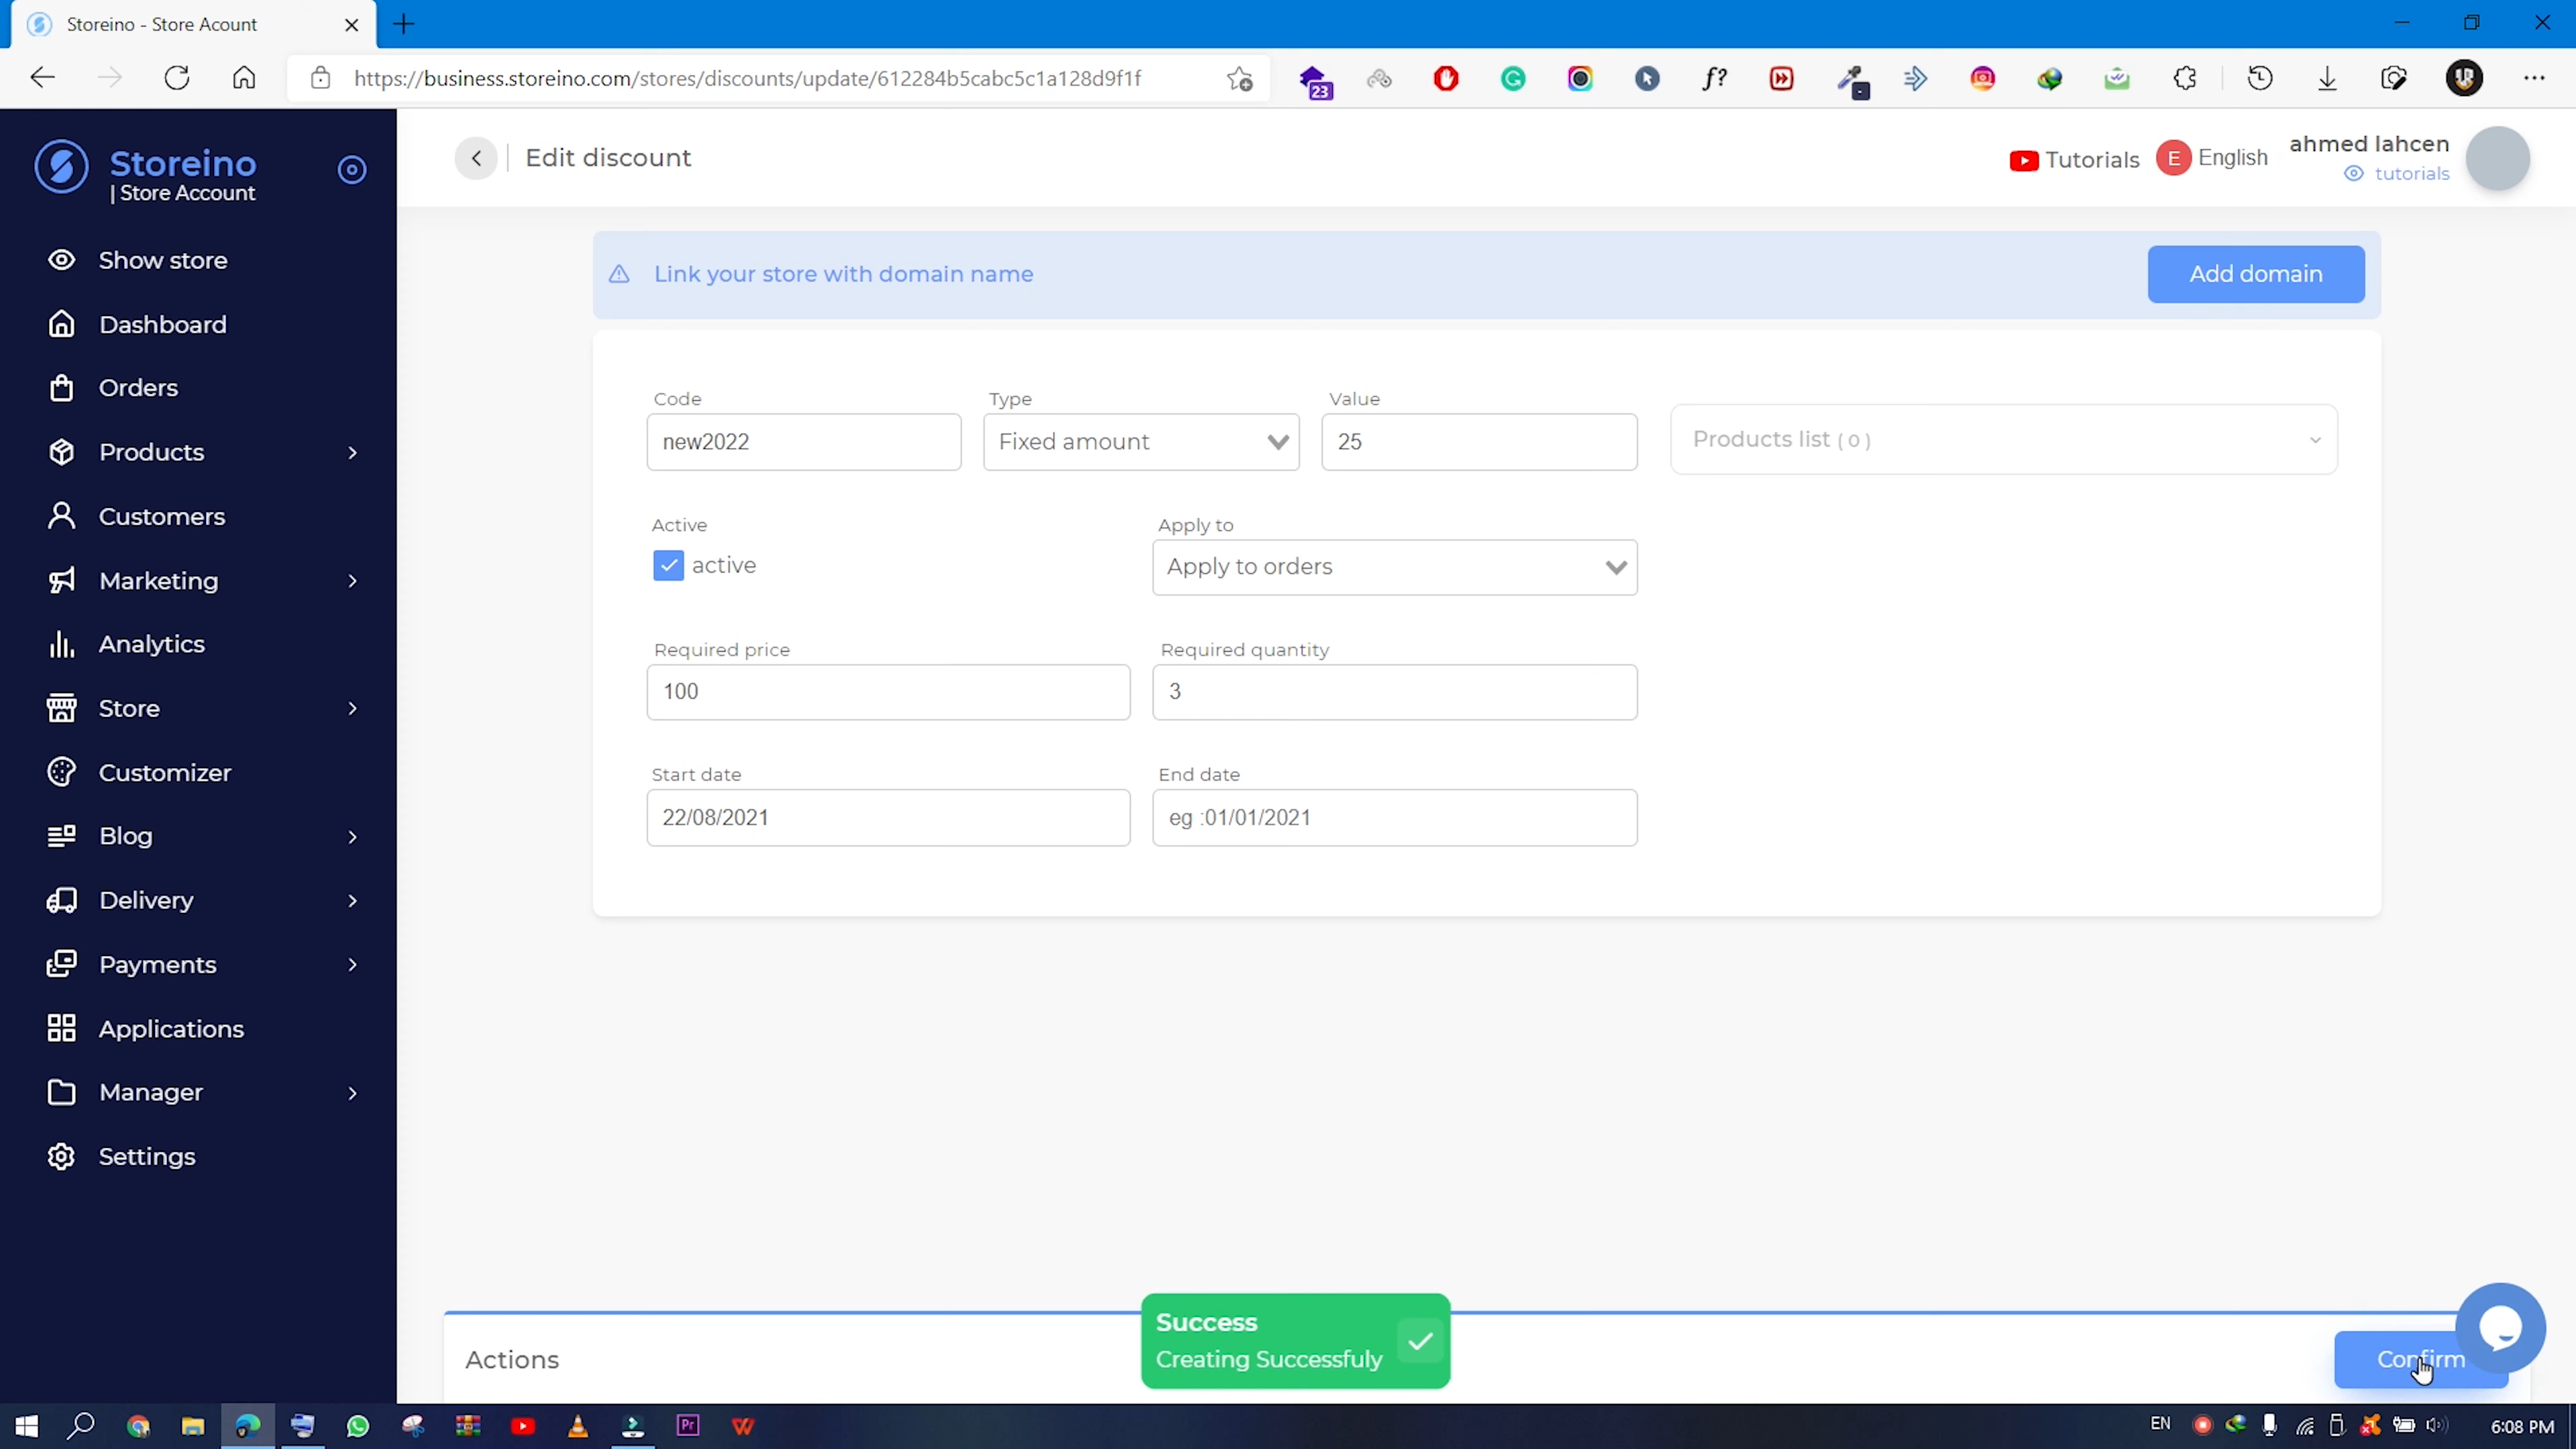 Storeino - Store Acount
https://business.storeino.com/stores/discounts/update/612284b5cabc5c1a128d9f1f
23
f?
Storeino
| Store Account
Edit discount
Tutorials
E
English
ahmed lahcen
tutorials
Show store
Dashboard
Orders
Products
Customers
Marketing
Analytics
Store
Customizer
Blog
Delivery
Payments
Applications
Manager
Settings
Link your store with domain name
Add domain
Code
Type
Value
new2022
Fixed amount
25
Products list ( 0 )
Active
Apply to
active
Apply to orders
Required price
Required quantity
100
3
Start date
End date
22/08/2021
eg :01/01/2021
Success
Creating Successfuly
Actions
Confirm
Pr
EN
6:08 PM